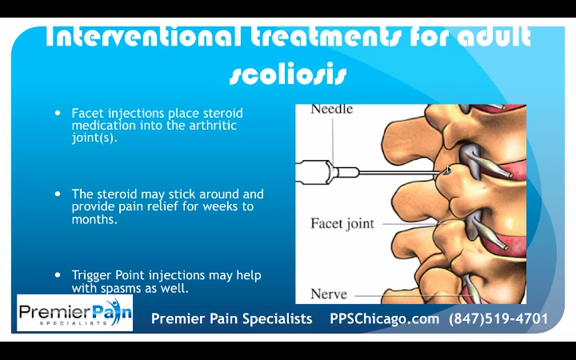 Interventional treatments for adult
scoliosis
• Facet injections place steroid
medication into the arthritic
joint(s).
• The steroid may stick around and
provide pain relief for weeks to
months.
• Trigger Point injections may help
with spasms as well.
Needle
Facet joint
Nerve
Premier Pain
SPECIALISTS
Premier Pain Specialists PPSChicago.com (847)519-4701